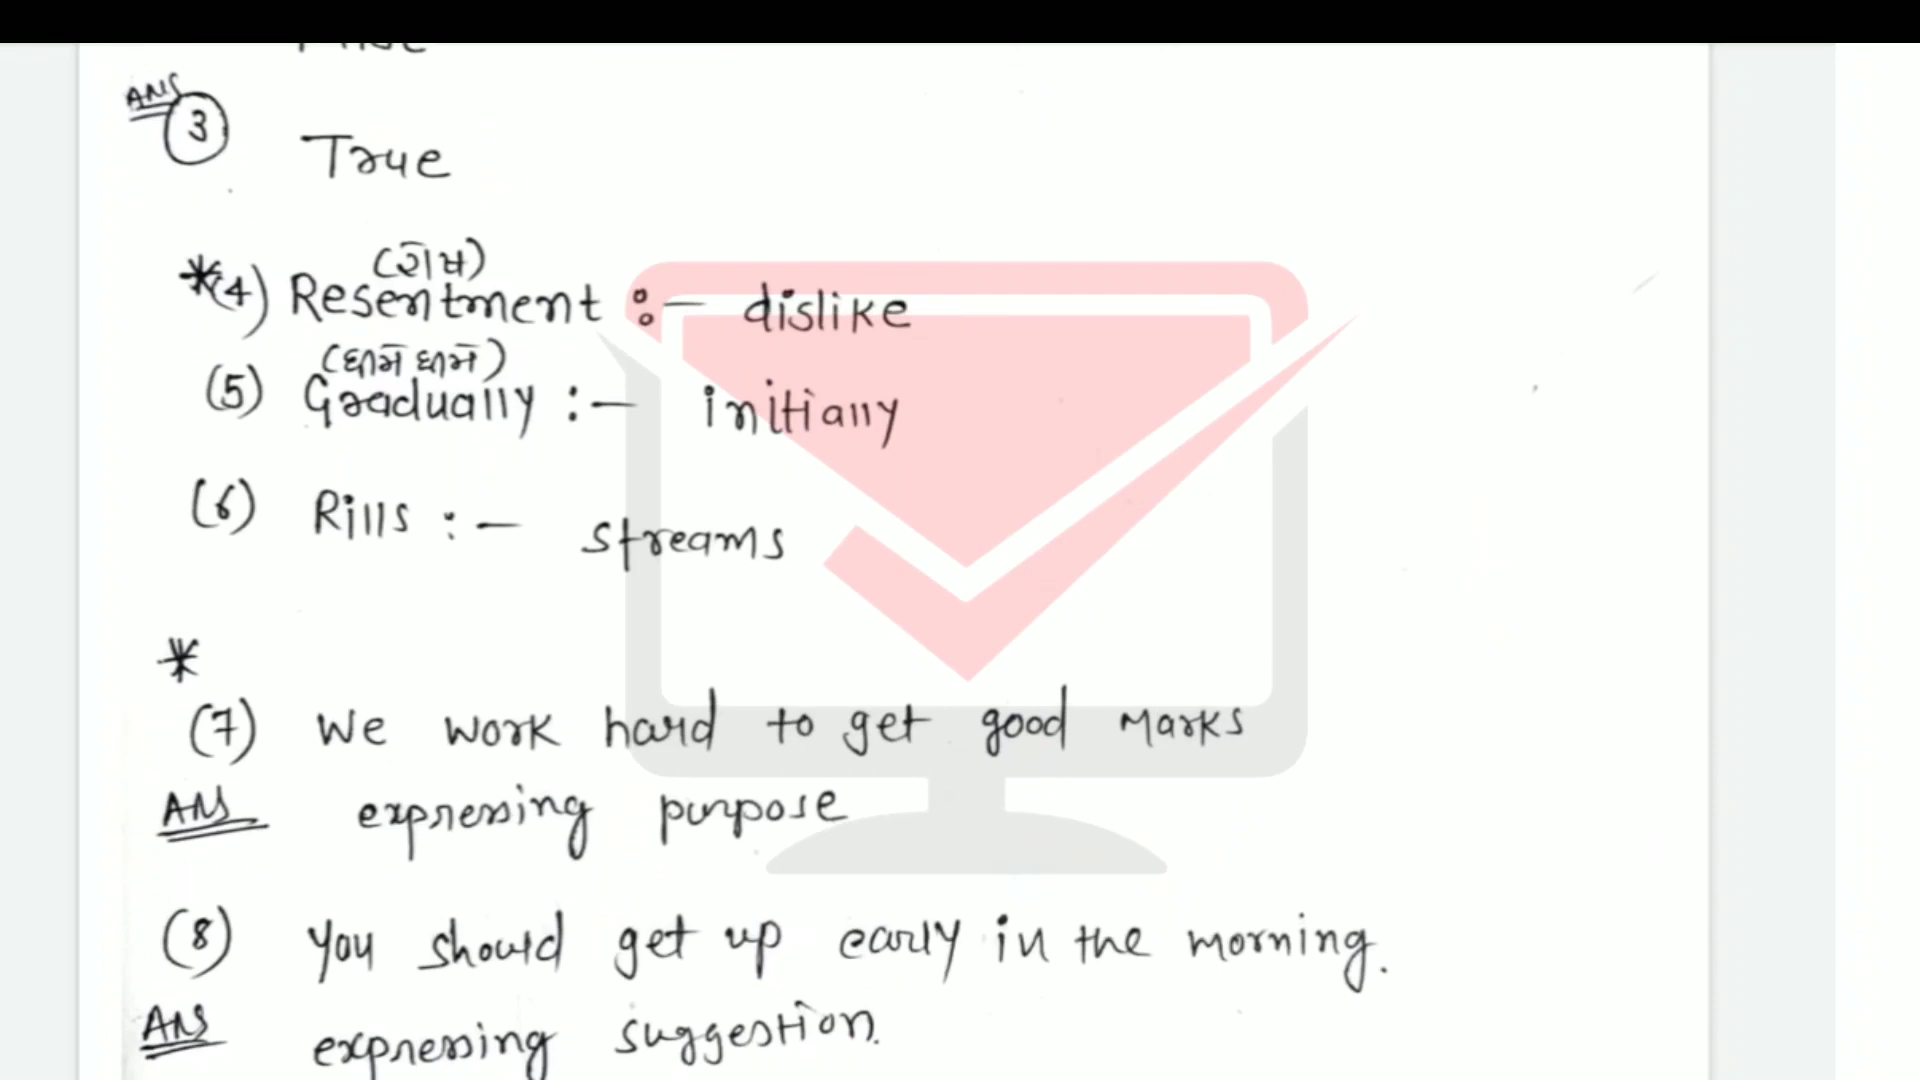 ANS
3 True
*(4) Resentment :- dislike
(5) Gradually :- initially
(6) Rills :- streams
*
(7) We work hard to get good Marks
ANS expressing purpose
(8) You should get up early in the morning.
ANS expressing suggestion.